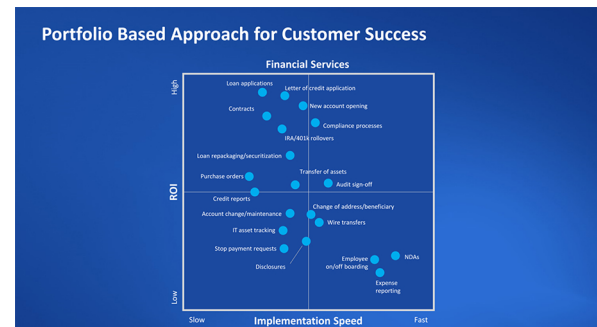 Portfolio Based Approach for Customer Success
Financial Services
High
Loan applications
Letter of credit application
New account opening
Contracts
Compliance processes
IRA/401k rollovers
Loan repackaging/securitization
Transfer of assets
Purchase orders
Audit sign-off
ROI
Credit reports
Change of address/beneficiary
Account change/maintenance
Wire transfers
IT asset tracking
Stop payment requests
Disclosures
Employee
on/off boarding
NDAs
Expense
reporting
Low
Slow
Implementation Speed
Fast